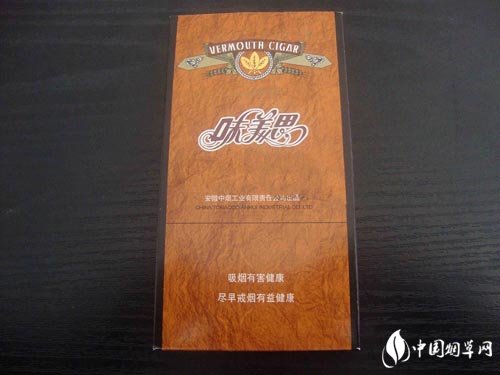 VERMOUTH CIGAR
味美思
安徽中烟工业有限责任公司出品
CHINA TOBACCO ANHUI INDUSTRIAL CO.,LTD
吸烟有害健康
尽早戒烟有益健康
中国烟草网